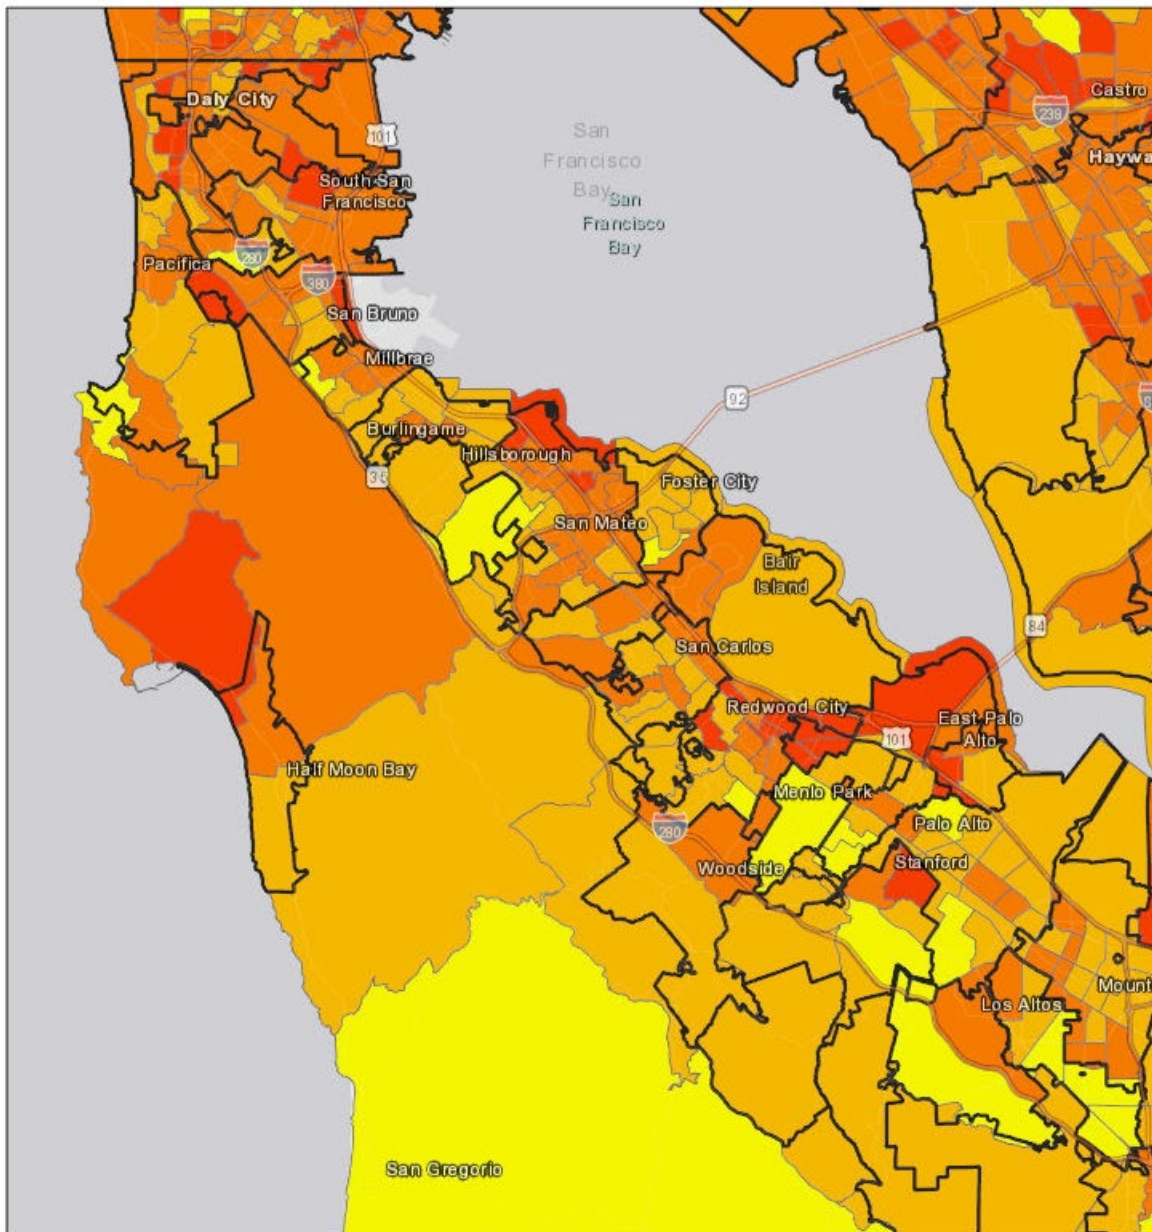 Castro
Daly City
238
San
Francisco
Bay
101
Haywa
South San
Francisco
San
Francisco
Bay
Pacifica
280
380
San Bruno
Millbrae
92
Burlingame
Hillsborough
35
Foster City
San Mateo
Bair
Island
84
San Carlos
Redwood City
East Palo
Alto
101
Half Moon Bay
Menlo Park
280
Palo Alto
Woodside
Stanford
Mount
Los Altos
San Gregorio